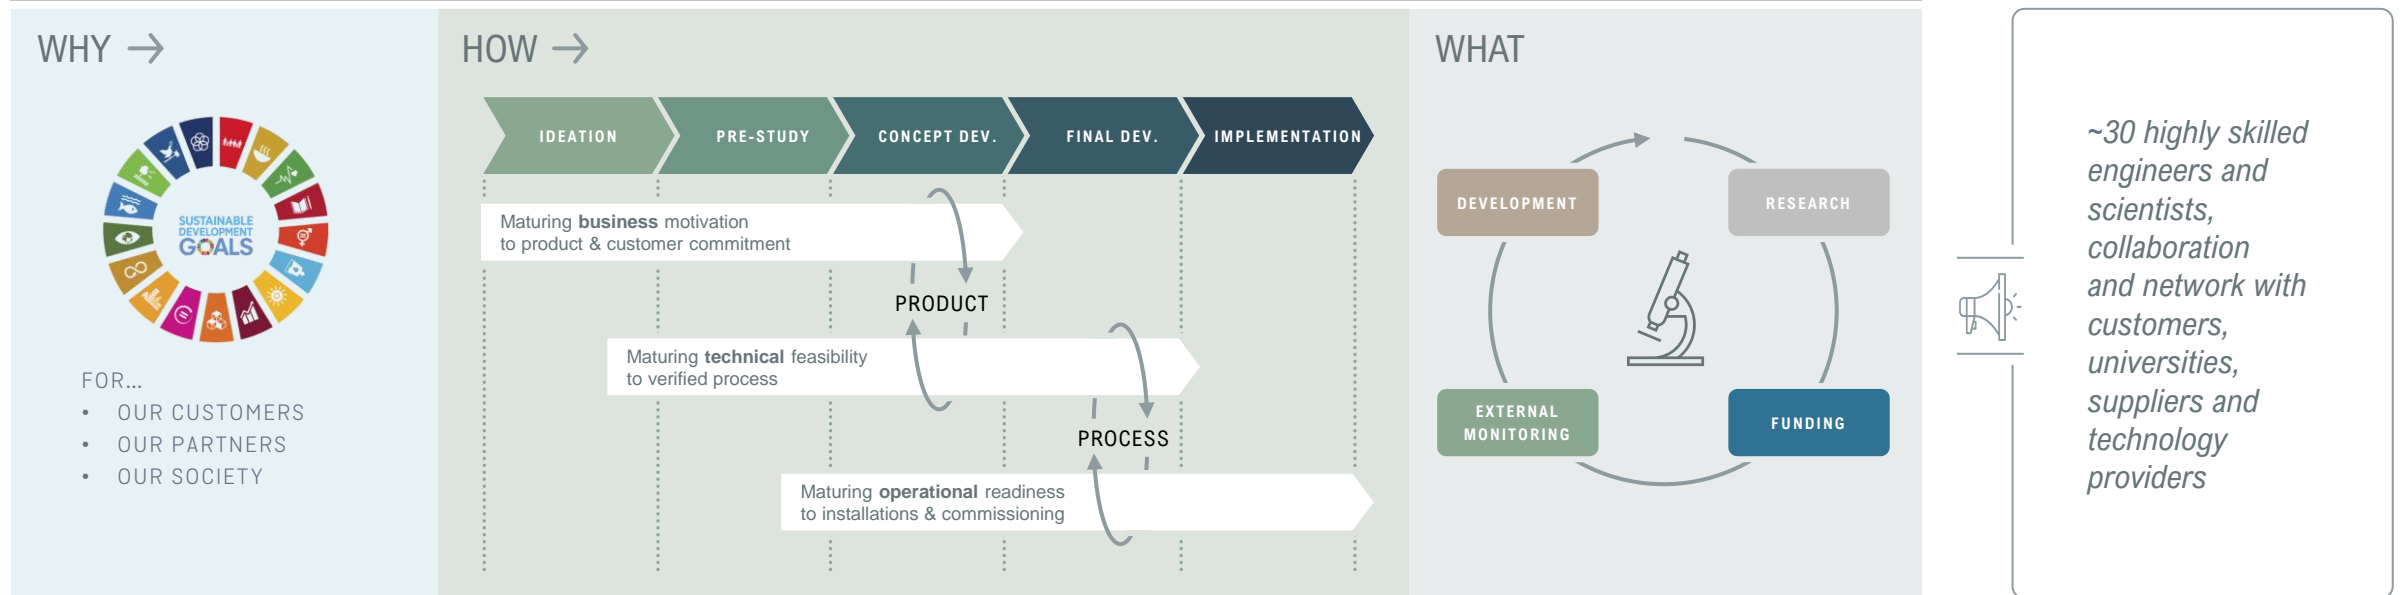 WHY
SUSTAINABLE
DEVELOPMENT
GOALS
FOR...
• OUR CUSTOMERS
• OUR PARTNERS
• OUR SOCIETY
HOW
IDEATION
PRE-STUDY
CONCEPT DEV.
FINAL DEV.
IMPLEMENTATION
Maturing business motivation
to product & customer commitment
PRODUCT
Maturing technical feasibility
to verified process
PROCESS
Maturing operational readiness
to installations & commissioning
WHAT
DEVELOPMENT
RESEARCH
EXTERNAL
MONITORING
FUNDING
~30 highly skilled
engineers and
scientists,
collaboration
and network with
customers,
universities,
suppliers and
technology
providers